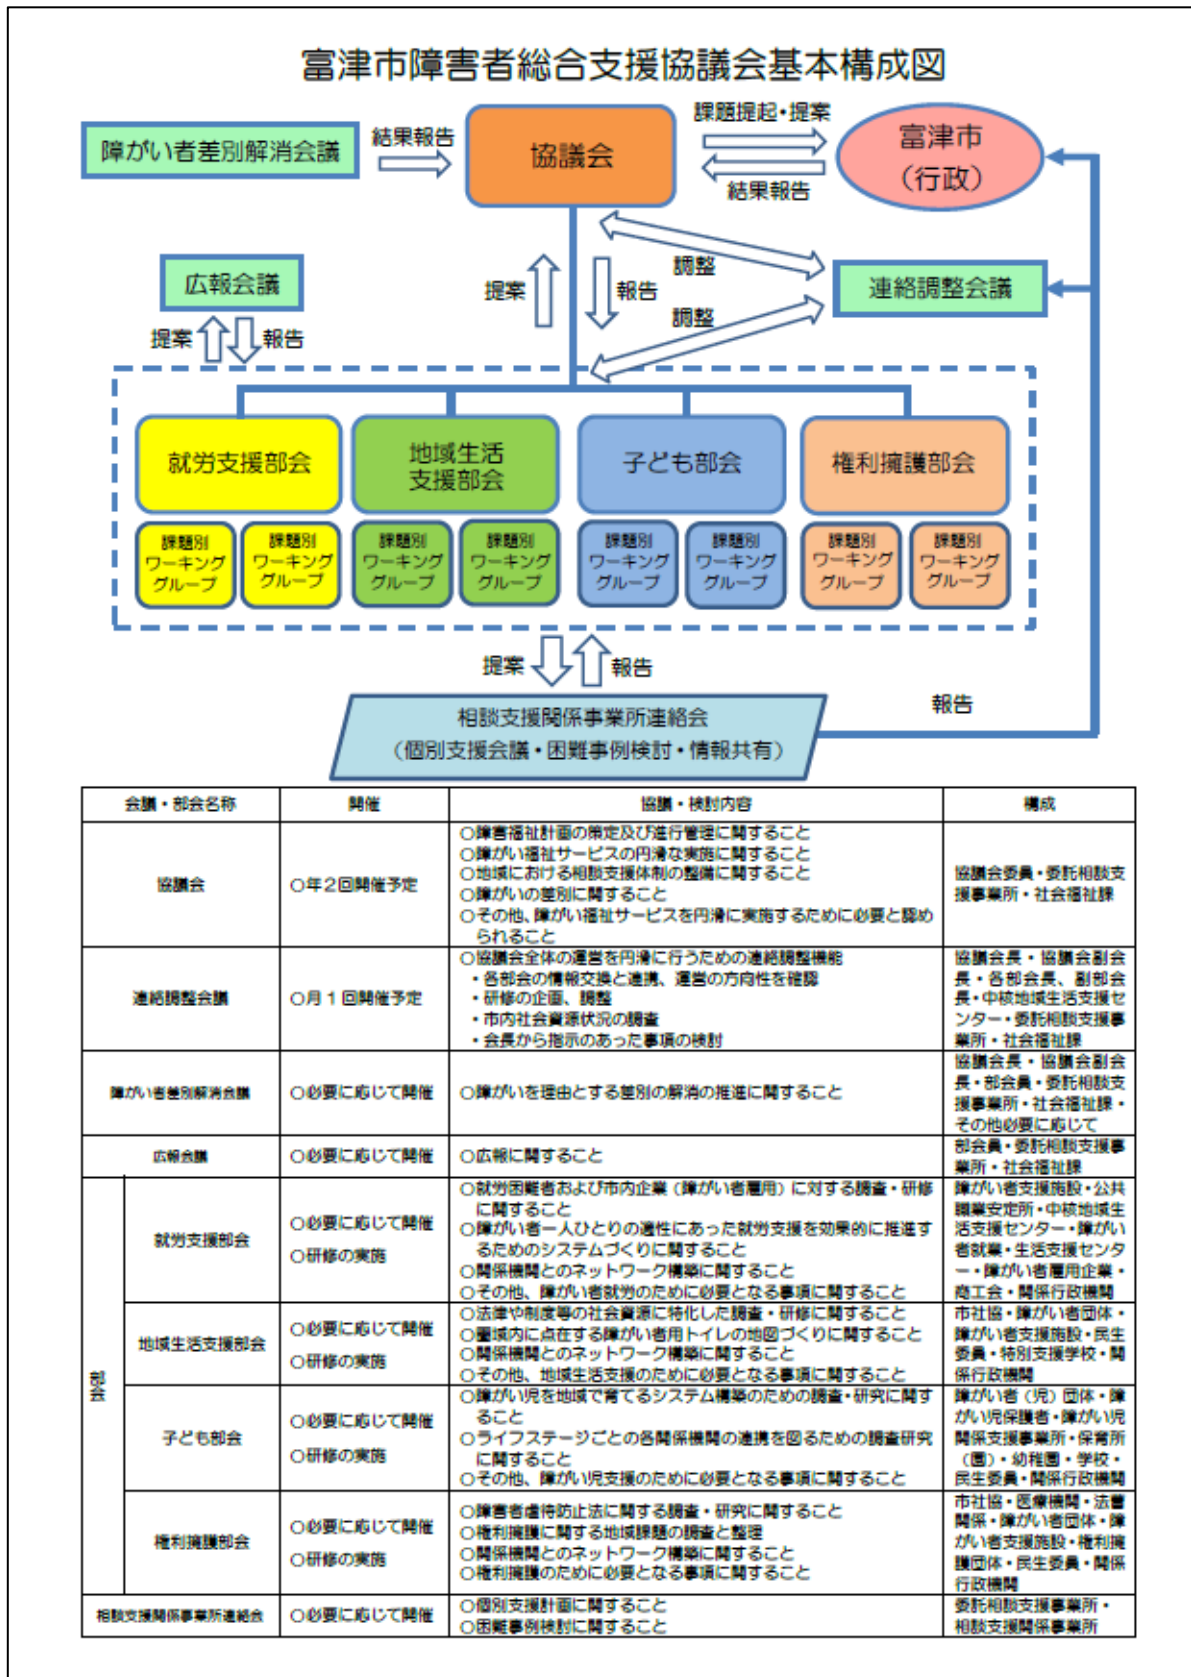 富津市障害者総合支援協議会基本構成図
障がい者差別解消会議
結果報告
協議会
課題提起・提案
結果報告
富津市
（行政）
広報会議
提案
報告
提案
報告
調整
調整
連絡調整会議
就労支援部会
地域生活
支援部会
子ども部会
権利擁護部会
課題別
ワーキング
グループ
課題別
ワーキング
グループ
課題別
ワーキング
グループ
課題別
ワーキング
グループ
課題別
ワーキング
グループ
課題別
ワーキング
グループ
課題別
ワーキング
グループ
課題別
ワーキング
グループ
提案
報告
相談支援関係事業所連絡会
（個別支援会議・困難事例検討・情報共有）
報告
会議・部会名称
開催
協議・検討内容
構成
協議会
○年２回開催予定
○障害福祉計画の策定及び進行管理に関すること
○障がい福祉サービスの円滑な実施に関すること
○地域における相談支援体制の整備に関すること
○障がいの差別に関すること
○その他、障がい福祉サービスを円滑に実施するために必要と認め
られること
協議会委員・委託相談支
援事業所・社会福祉課
連絡調整会議
○月１回開催予定
○協議会全体の運営を円滑に行うための連絡調整機能
・各部会の情報交換と連携、運営の方向性を確認
・研修の企画、調整
・市内社会資源状況の調査
・会長から指示のあった事項の検討
協議会長・協議会副会
長・各部会長、副部会
長・中核地域生活支援セ
ンター・委託相談支援事
業所・社会福祉課
障がい者差別解消会議
○必要に応じて開催
○障がいを理由とする差別の解消の推進に関すること
協議会長・協議会副会
長・部会員・委託相談支
援事業所・社会福祉課・
その他必要に応じて
広報会議
○必要に応じて開催
○広報に関すること
部会員・委託相談支援事
業所・社会福祉課
部会
就労支援部会
○必要に応じて開催
○研修の実施
○就労困難者および市内企業（障がい者雇用）に対する調査・研修
に関すること
○障がい者一人ひとりの適性にあった就労支援を効果的に推進す
るためのシステムづくりに関すること
○関係機関とのネットワーク構築に関すること
○その他、障がい者就労のために必要となる事項に関すること
障がい者支援施設・公共
職業安定所・中核地域生
活支援センター・障がい
者就業・生活支援センタ
ー・障がい者雇用企業・
商工会・関係行政機関
地域生活支援部会
○必要に応じて開催
○研修の実施
○法律や制度等の社会資源に特化した調査・研修に関すること
○圏域内に点在する障がい者用トイレの地図づくりに関すること
○関係機関とのネットワーク構築に関すること
○その他、地域生活支援のために必要となる事項に関すること
市社協・障がい者団体・
障がい者支援施設・民生
委員・特別支援学校・関
係行政機関
子ども部会
○必要に応じて開催
○研修の実施
○障がい児を地域で育てるシステム構築のための調査・研究に関す
ること
○ライフステージごとの各関係機関の連携を図るための調査研究
に関すること
○その他、障がい児支援のために必要となる事項に関すること
障がい者（児）団体・障
がい児保護者・障がい児
関係支援事業所・保育所
（園）・幼稚園・学校・
民生委員・関係行政機関
権利擁護部会
○必要に応じて開催
○研修の実施
○障害者虐待防止法に関する調査・研究に関すること
○権利擁護に関する地域課題の調査と整理
○関係機関とのネットワーク構築に関すること
○権利擁護のために必要となる事項に関すること
市社協・医療機関・法曹
関係・障がい者団体・障
がい者支援施設・権利擁
護団体・民生委員・関係
行政機関
相談支援関係事業所連絡会
○必要に応じて開催
○個別支援計画に関すること
○困難事例検討に関すること
委託相談支援事業所・
相談支援関係事業所